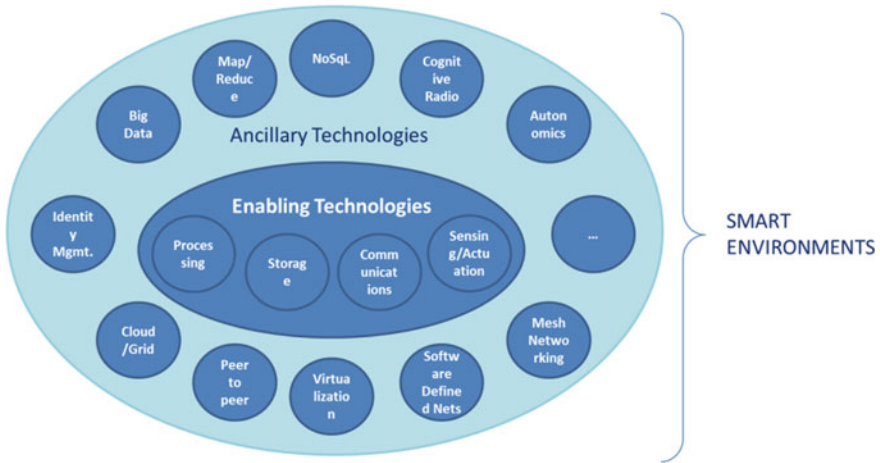 NoSqL
Map/
Reduc
e
Cognit
ive
Radio
Big
Data
Auton
omics
Ancillary Technologies
Enabling Technologies
Identit
y
Mgmt.
Proces
sing
Storag
e
Comm
unicat
ions
Sensin
g/Actu
ation
...
SMART
ENVIRONMENTS
Cloud
/Grid
Mesh
Netwo
rking
Peer
to
peer
Virtua
lizatio
n
Softw
are
Define
d Nets